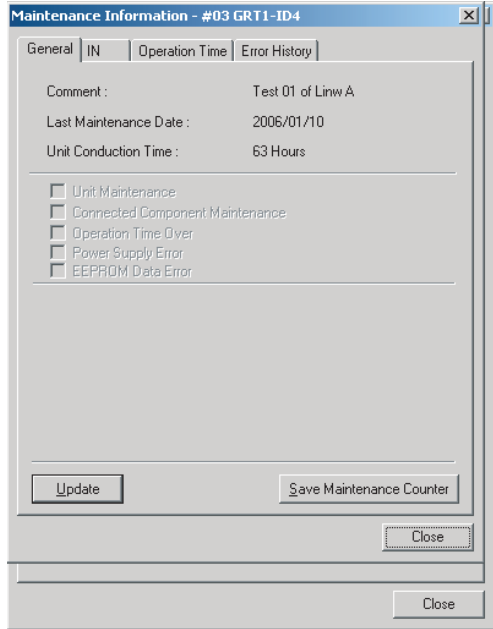 Maintenance Information - #03 GRT1-ID4
General IN Operation Time Error History
Comment : Test 01 of Linw A
Last Maintenance Date : 2006/01/10
Unit Conduction Time : 63 Hours
Unit Maintenance
Connected Component Maintenance
Operation Time Over
Power Supply Error
EEPROM Data Error
Update Save Maintenance Counter
Close
Close